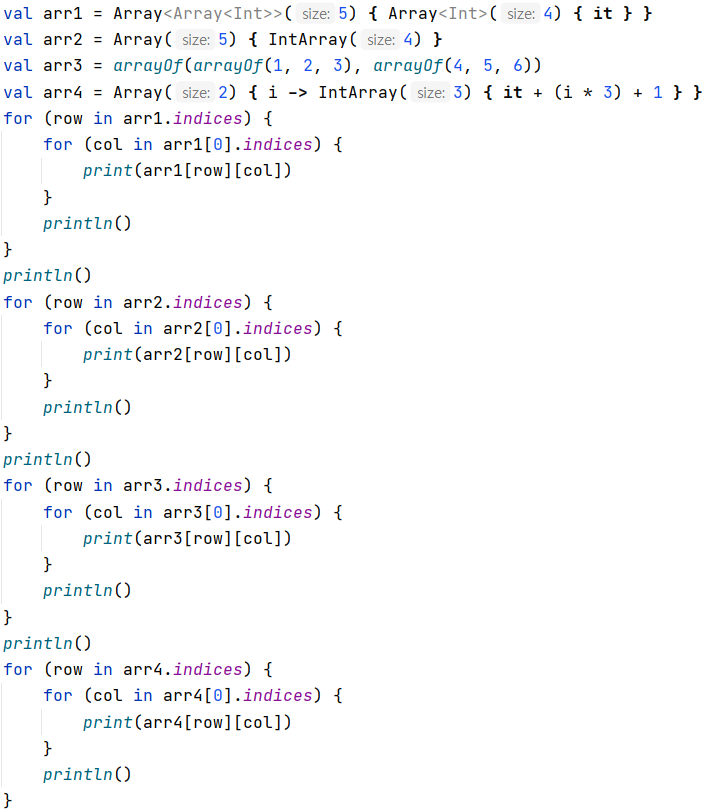 val arr1 = Array<Array<Int>>( size: 5) { Array<Int>( size: 4) { it } }
val arr2 = Array( size: 5) { IntArray( size: 4) }
val arr3 = arrayOf(arrayOf(1, 2, 3), arrayOf(4, 5, 6))
val arr4 = Array( size: 2) { i -> IntArray( size: 3) { it + (i * 3) + 1 } }
for (row in arr1.indices) {
    for (col in arr1[0].indices) {
        print(arr1[row][col])
    }
    println()
}
println()
for (row in arr2.indices) {
    for (col in arr2[0].indices) {
        print(arr2[row][col])
    }
    println()
}
println()
for (row in arr3.indices) {
    for (col in arr3[0].indices) {
        print(arr3[row][col])
    }
    println()
}
println()
for (row in arr4.indices) {
    for (col in arr4[0].indices) {
        print(arr4[row][col])
    }
    println()
}